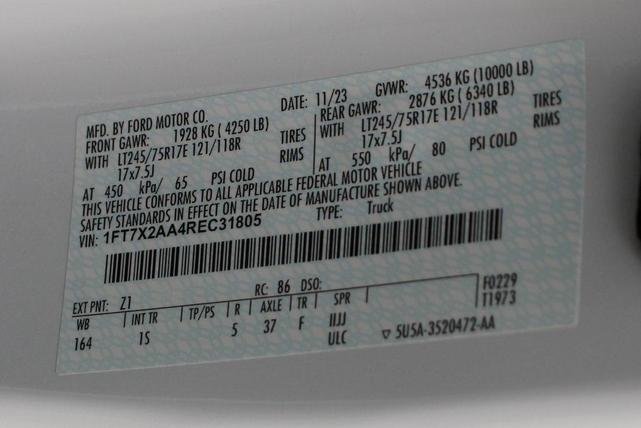 MFD. BY FORD MOTOR CO.
DATE: 11/23 GVWR: 4536 KG (10000 LB)
FRONT GAWR: 1928 KG ( 4250 LB)
REAR GAWR: 2876 KG ( 6340 LB)
WITH LT245/75R17E 121/118R TIRES
WITH LT245/75R17E 121/118R TIRES
17x7.5J RIMS
17x7.5J RIMS
AT 450 kPa/ 65 PSI COLD
AT 550 kPa/ 80 PSI COLD
THIS VEHICLE CONFORMS TO ALL APPLICABLE FEDERAL MOTOR VEHICLE
SAFETY STANDARDS IN EFFECT ON THE DATE OF MANUFACTURE SHOWN ABOVE.
VIN: 1FT7X2AA4REC31805 TYPE: Truck
EXT PNT: Z1 RC: 86 DSO: F0229
T1973
WB INT TR TP/PS R AXLE TR SPR
164 1S 5 37 F IIJJ
ULC ▽ 5U5A-3520472-AA